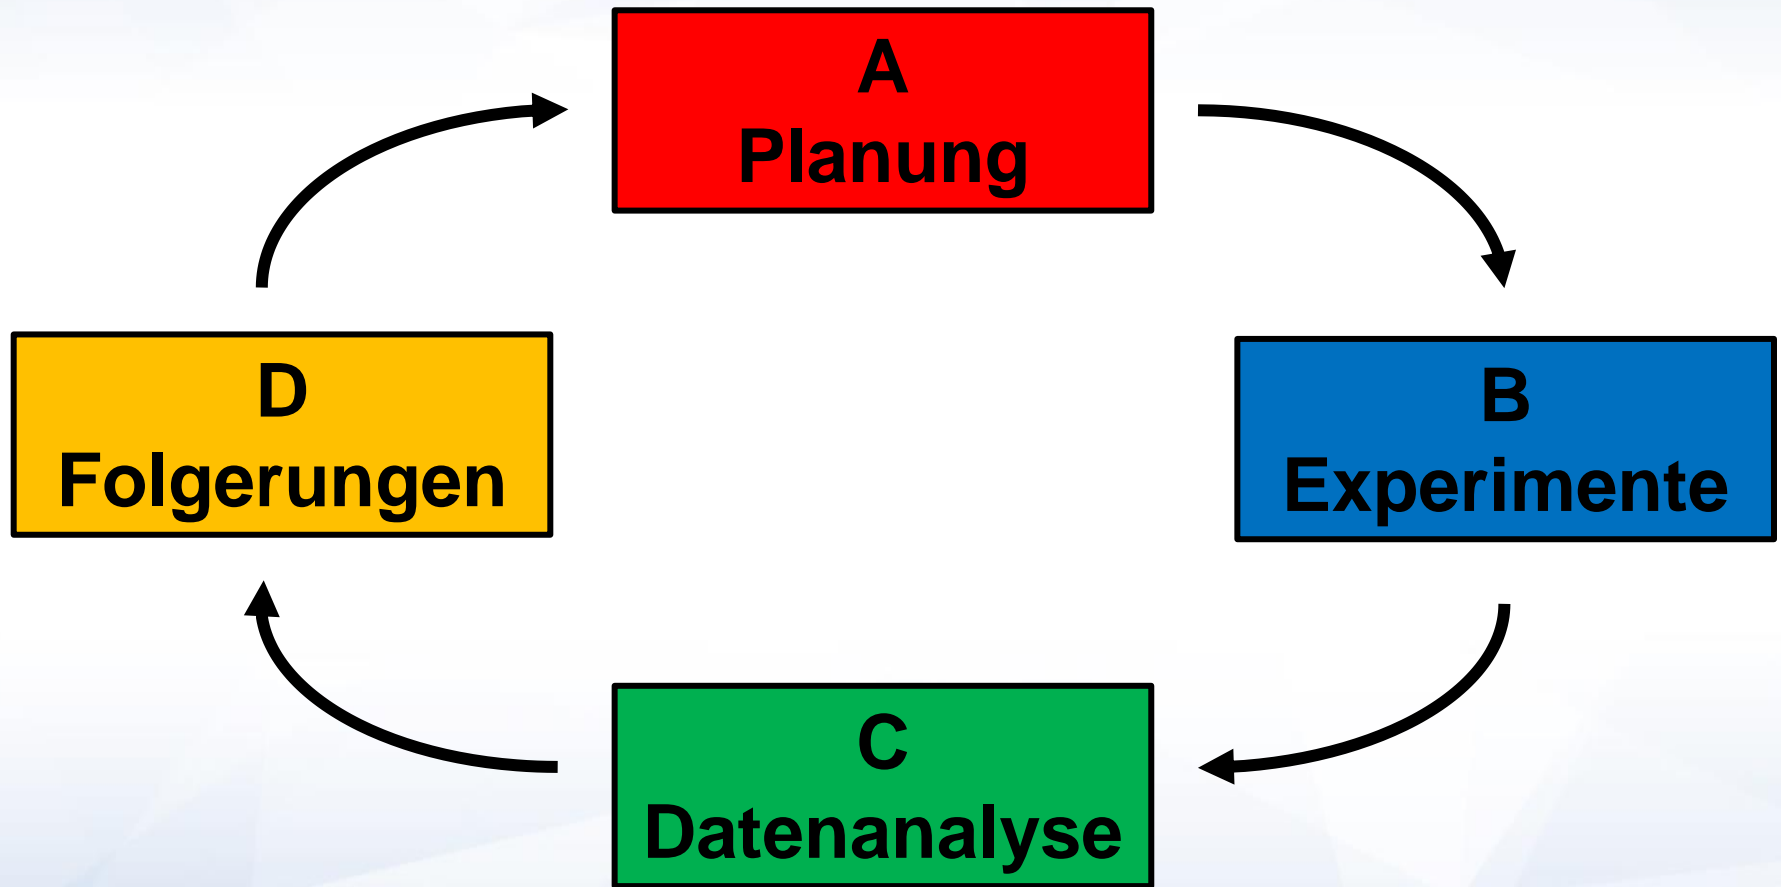 A
Planung
D
Folgerungen
B
Experimente
C
Datenanalyse